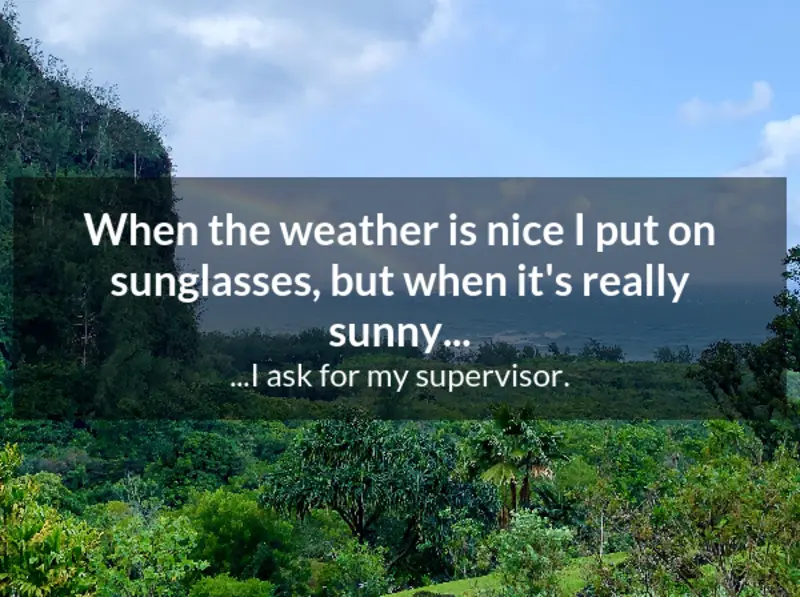 When the weather is nice I put on
sunglasses, but when it's really
sunny...
...I ask for my supervisor.